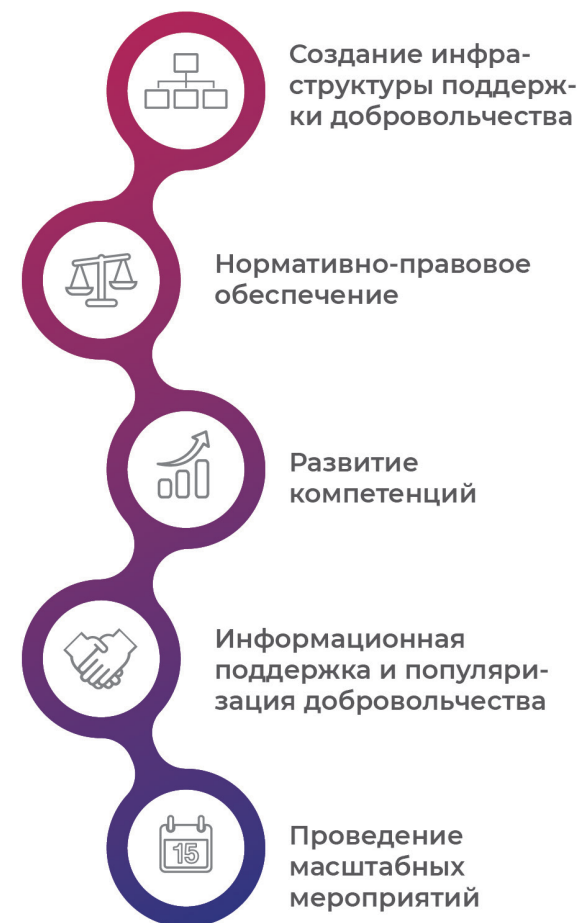 Создание инфра-
структуры поддерж-
ки добровольчества
Нормативно-правовое
обеспечение
Развитие
компетенций
Информационная
поддержка и популяри-
зация добровольчества
15
Проведение
масштабных
мероприятий